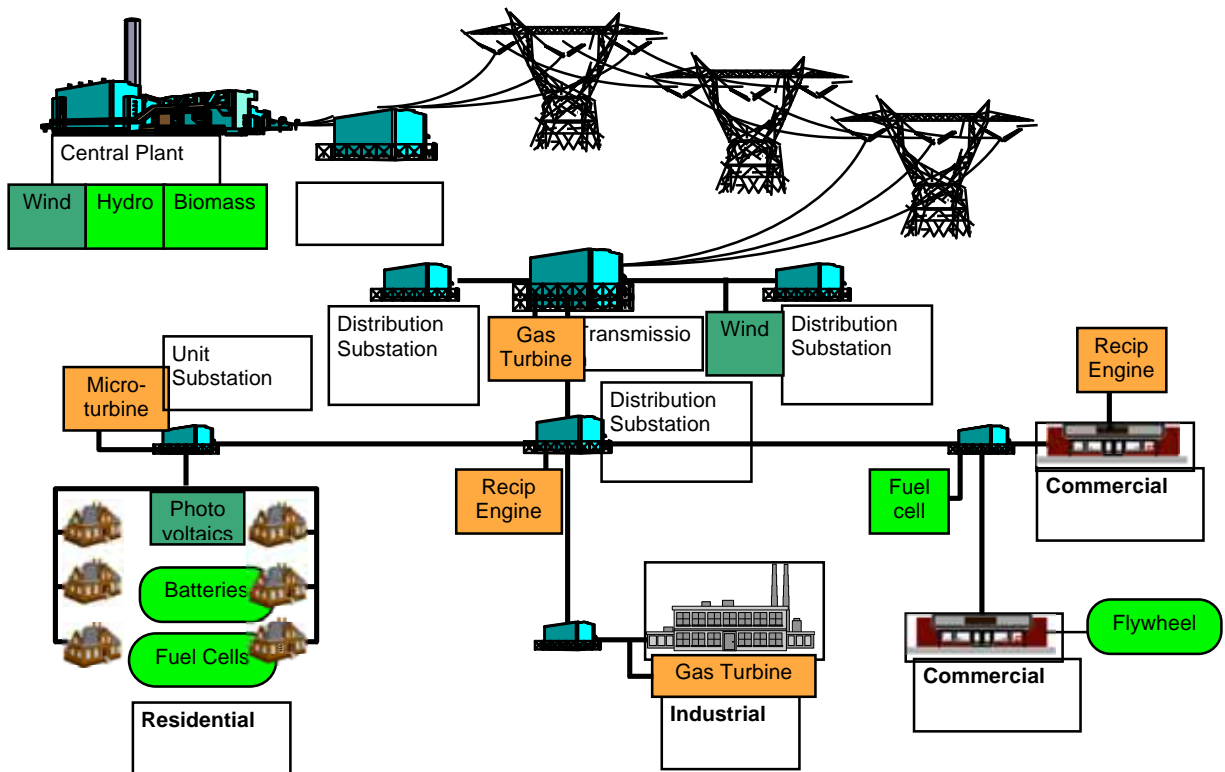 Central Plant
Wind
Hydro
Biomass
Distribution
Substation
Gas
Turbine
Transmissio
Wind
Distribution
Substation
Recip
Engine
Unit
Substation
Micro-
turbine
Distribution
Substation
Recip
Engine
Fuel
cell
Commercial
Photo
voltaics
Batteries
Fuel Cells
Residential
Gas Turbine
Industrial
Commercial
Flywheel